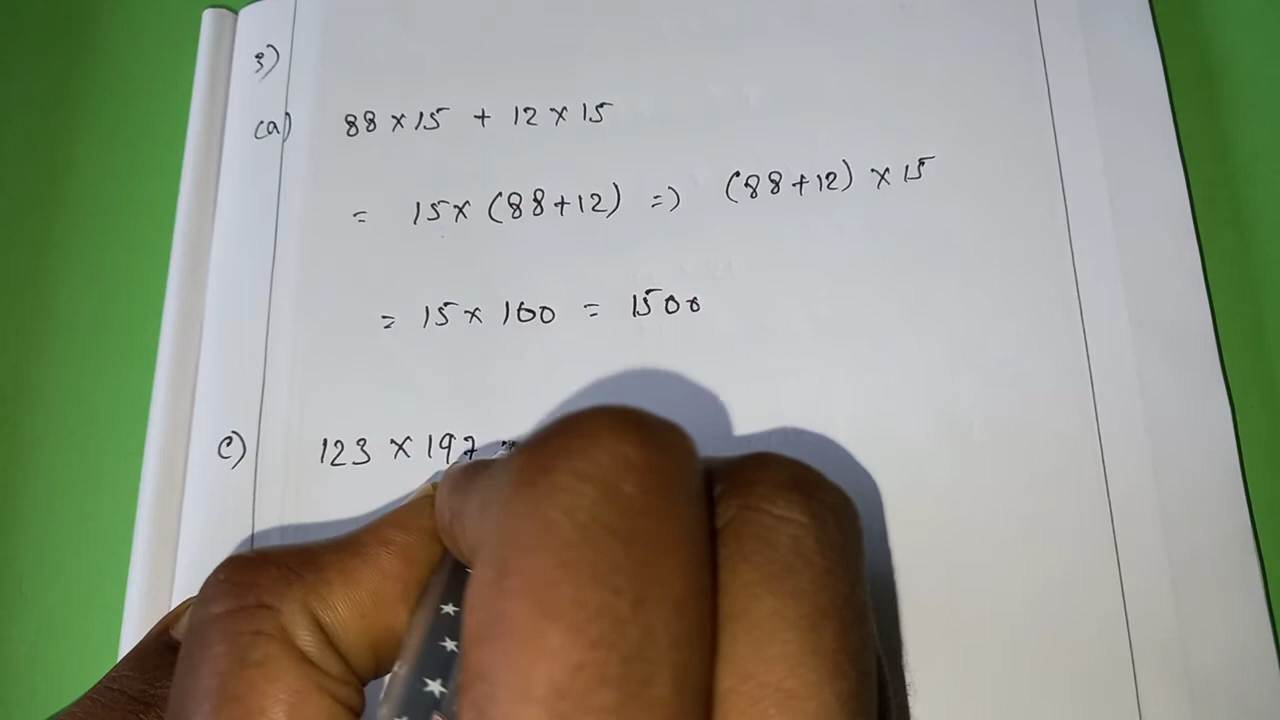 3)
(a) 88 × 15 + 12 × 15
= 15 × (88+12) => (88+12) × 15
= 15 × 100 = 1500
c) 123 × 197